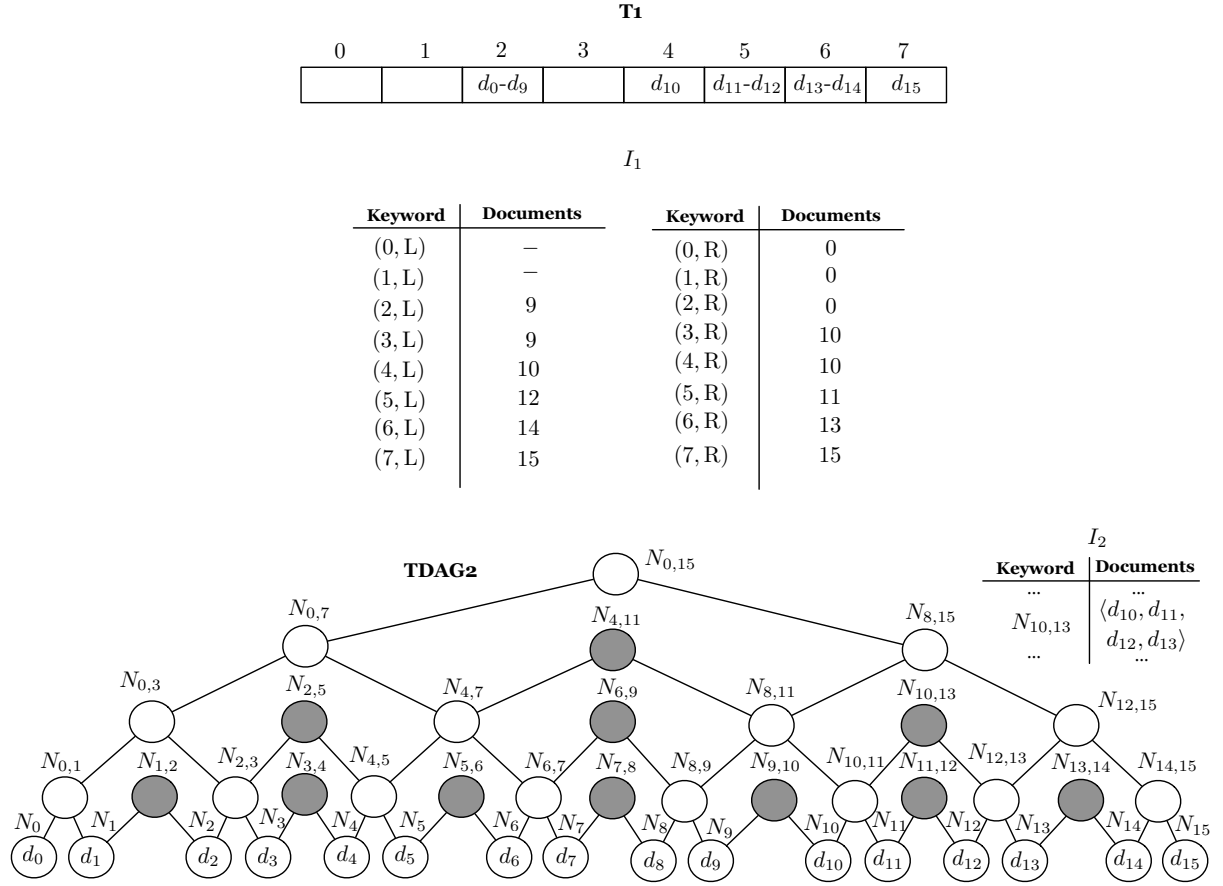 T1
0 1 2 3 4 5 6 7
d0-d9 d10 d11-d12 d13-d14 d15
I1
Keyword Documents Keyword Documents
(0, L) – (0, R) 0
(1, L) – (1, R) 0
(2, L) 9 (2, R) 0
(3, L) 9 (3, R) 10
(4, L) 10 (4, R) 10
(5, L) 12 (5, R) 11
(6, L) 14 (6, R) 13
(7, L) 15 (7, R) 15
TDAG2
N0,15
I2
Keyword Documents
... ...
N10,13 ⟨d10, d11,
d12, d13⟩
... ...
N0,7 N4,11 N8,15
N0,3 N2,5 N4,7 N6,9 N8,11 N10,13 N12,15
N0,1 N1,2 N2,3 N3,4 N4,5 N5,6 N6,7 N7,8 N8,9 N9,10 N10,11 N11,12 N12,13 N13,14 N14,15
N0 N1 N2 N3 N4 N5 N6 N7 N8 N9 N10 N11 N12 N13 N14 N15
d0 d1 d2 d3 d4 d5 d6 d7 d8 d9 d10 d11 d12 d13 d14 d15